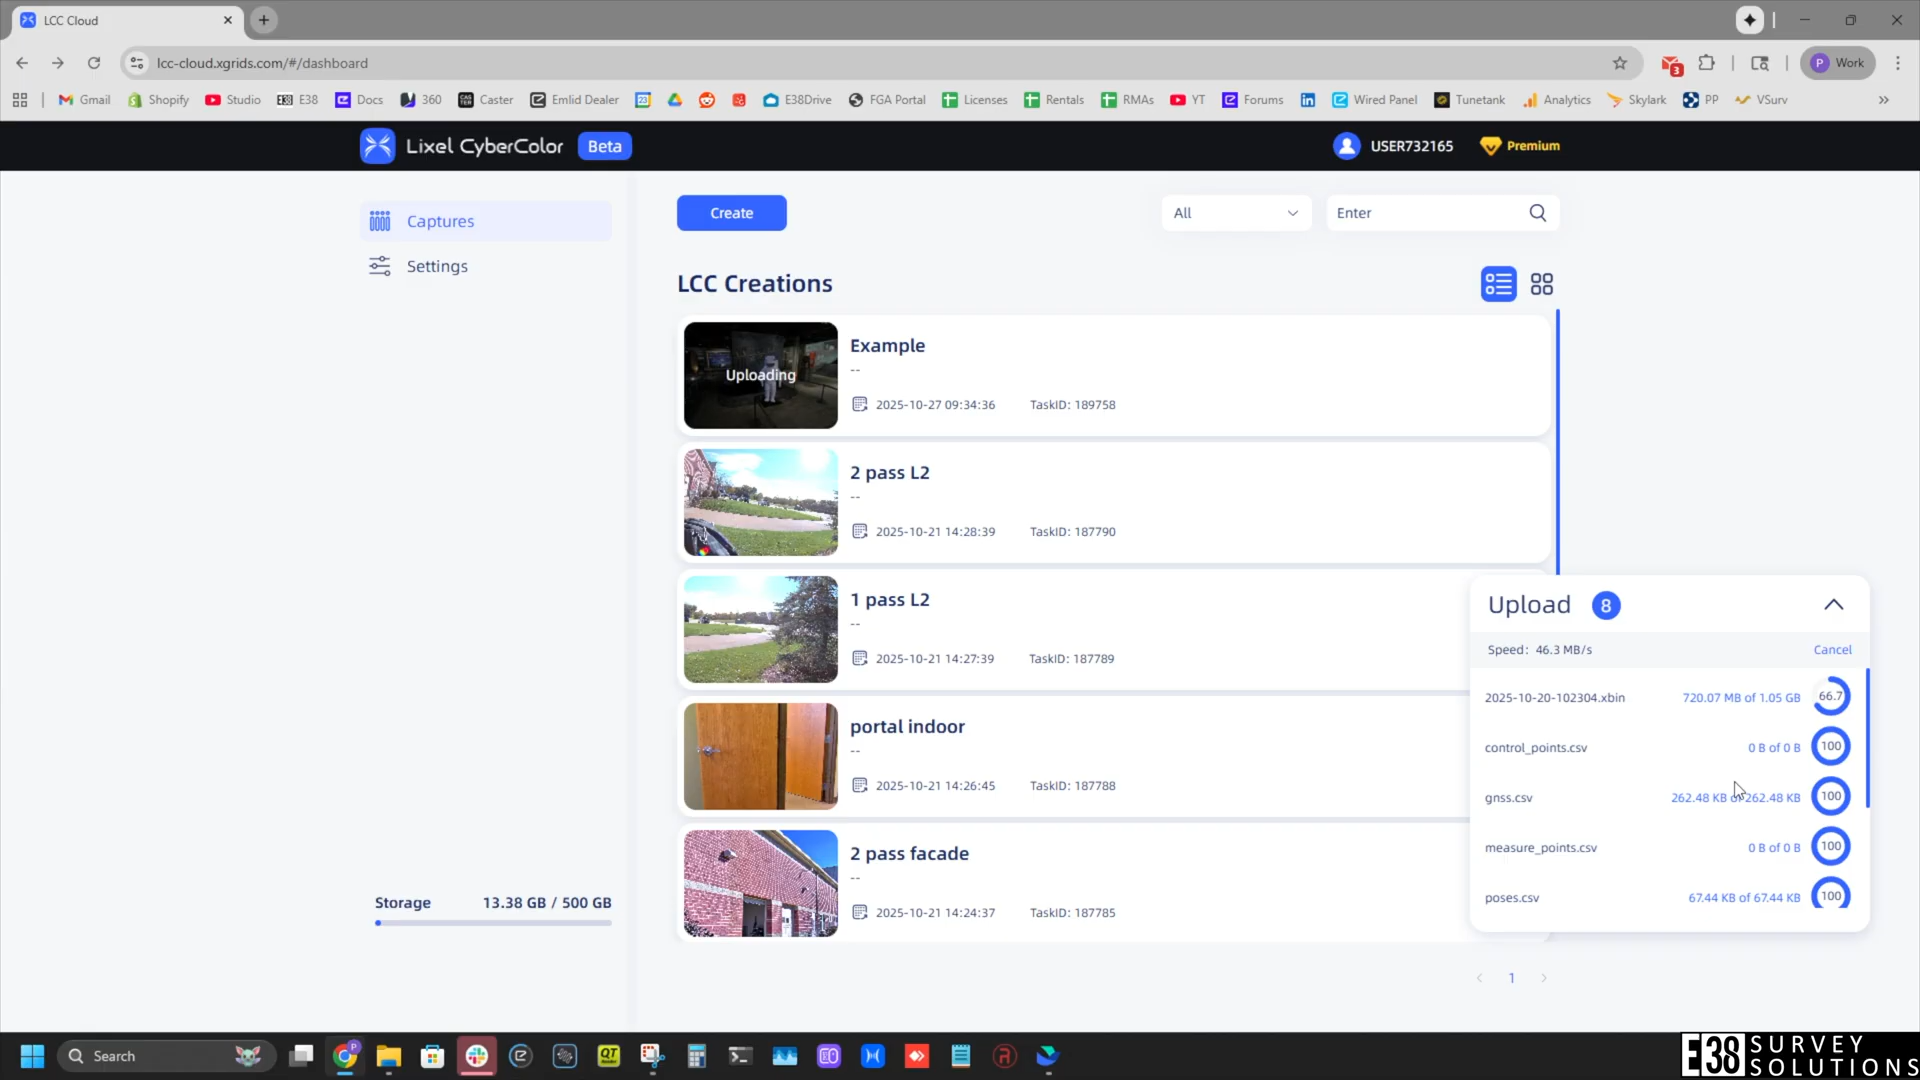 LCC Cloud
lcc-cloud.xgrids.com/#/dashboard
3
P Work
Gmail Shopify Studio E38 E38 Docs 360 Caster Emlid Dealer E38Drive FGA Portal Licenses Rentals RMAs YT Forums Wired Panel Tunetank Analytics Skylark PP VSurv
Lixel CyberColor Beta
USER732165 Premium
Captures
Settings
Create
All
Enter
LCC Creations
Uploading
Example
--
2025-10-27 09:34:36 TaskID: 189758
2 pass L2
--
2025-10-21 14:28:39 TaskID: 187790
1 pass L2
--
2025-10-21 14:27:39 TaskID: 187789
portal indoor
--
2025-10-21 14:26:45 TaskID: 187788
2 pass facade
--
2025-10-21 14:24:37 TaskID: 187785
1
Upload 8
Speed: 46.3 MB/s Cancel
2025-10-20-102304.xbin 720.07 MB of 1.05 GB 66.7
control_points.csv 0 B of 0 B 100
gnss.csv 262.48 KB of 262.48 KB 100
measure_points.csv 0 B of 0 B 100
poses.csv 67.44 KB of 67.44 KB 100
Storage 13.38 GB / 500 GB
Search
QT
E38 SURVEY
SOLUTIONS